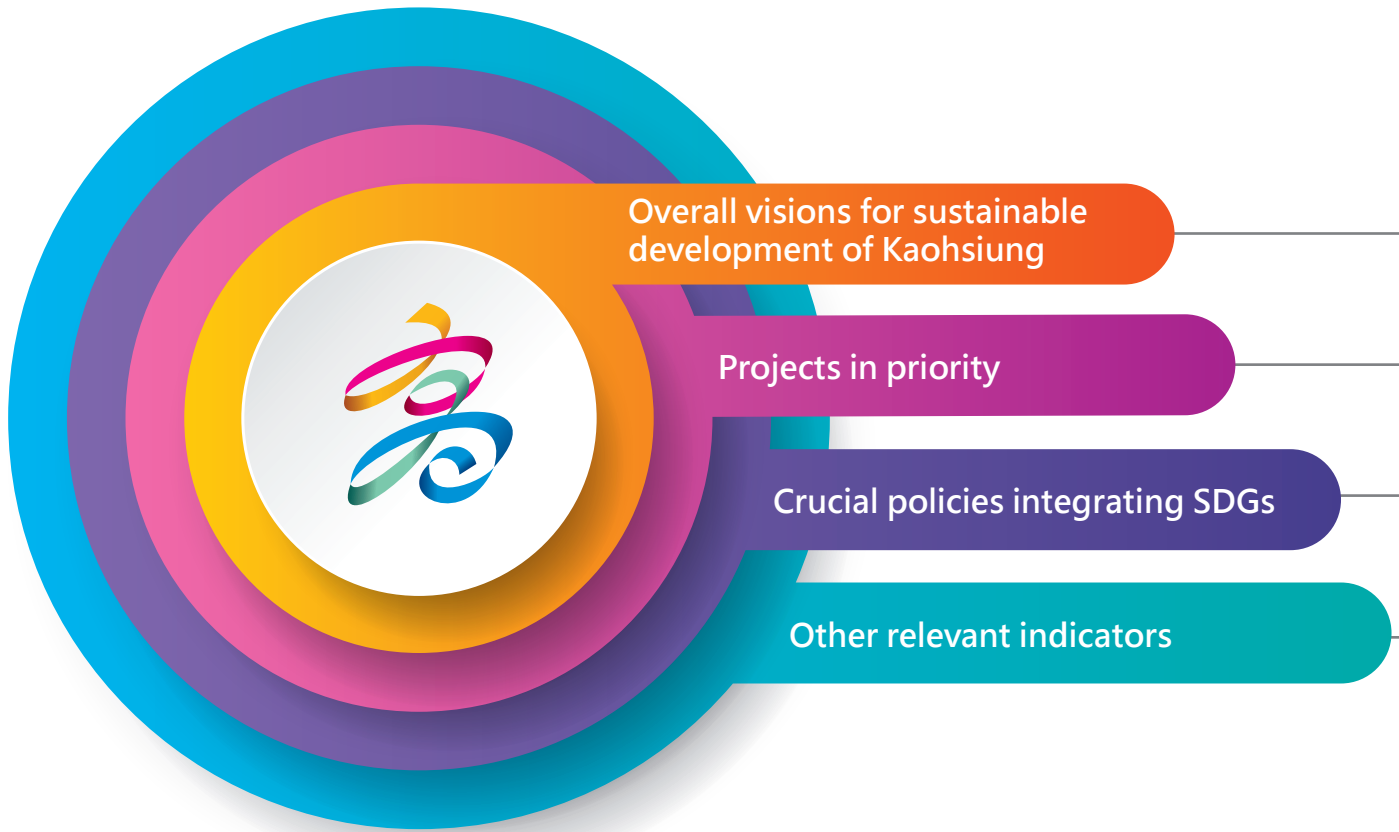 Overall visions for sustainable
development of Kaohsiung
Projects in priority
Crucial policies integrating SDGs
Other relevant indicators